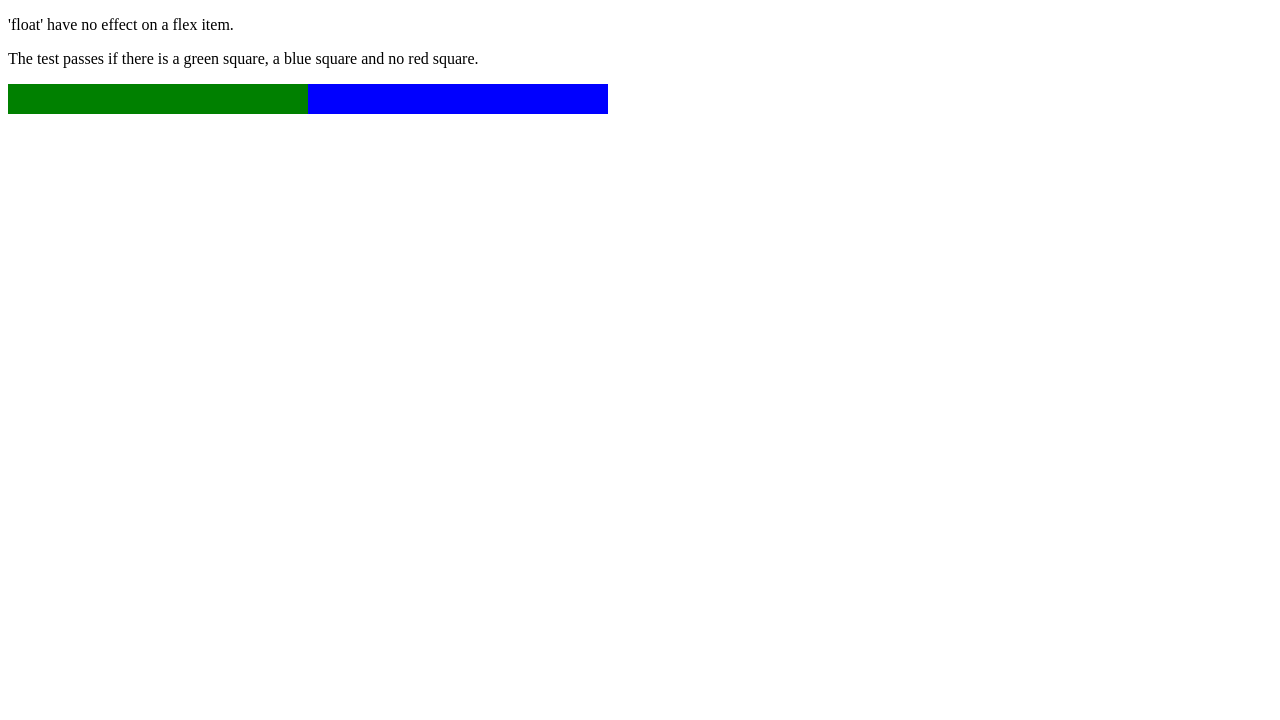 'float' have no effect on a flex item.
The test passes if there is a green square, a blue square and no red square.